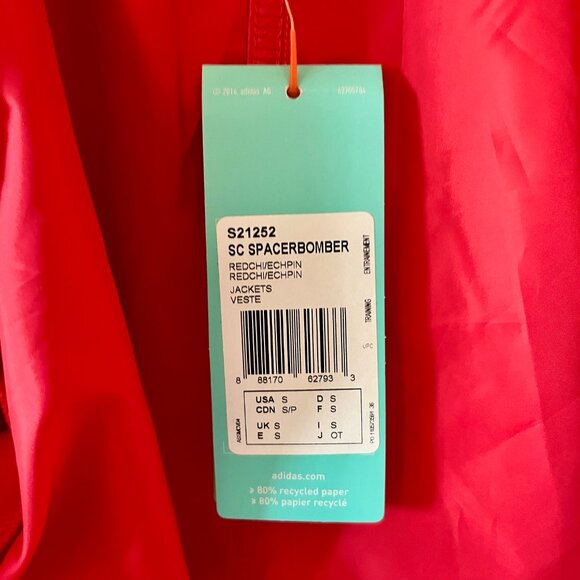 © 2014 adidas AG
62705784
S21252
SC SPACERBOMBER
REDCHI/ECHPIN
REDCHI/ECHPIN
JACKETS
VESTE
TRAINING ENTRAINEMENT
UPC
8 88170 62793 3
USA S D S
CDN S/P F S
UK S I S
E S J OT
adidas.com
≥ 80% recycled paper
≥ 80% papier recyclé